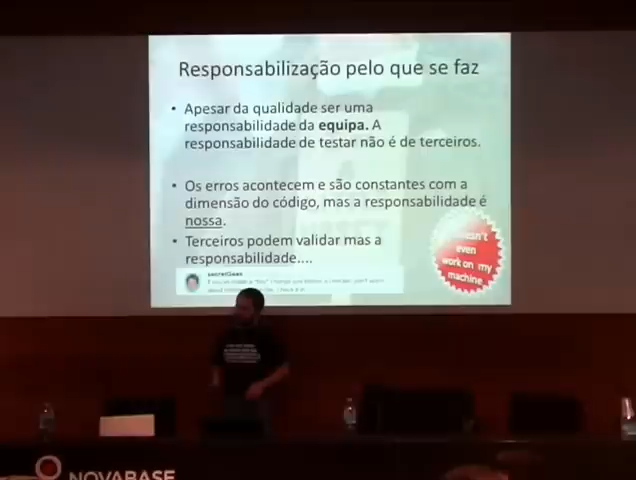 Responsabilização pelo que se faz
• Apesar da qualidade ser uma
responsabilidade da equipa. A
responsabilidade de testar não é de terceiros.
• Os erros acontecem e são constantes com a
dimensão do código, mas a responsabilidade é
nossa.
• Terceiros podem validar mas a
responsabilidade....
even
work on my
machine
NOVABASE